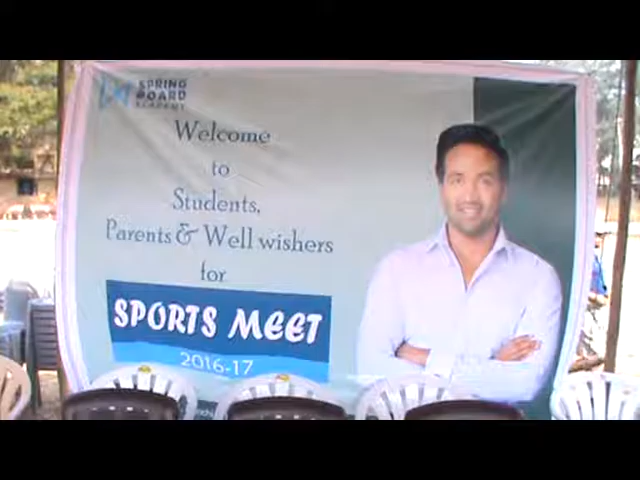 SPRING
BOARD
ACADEMY
Welcome
to
Students,
Parents & Well wishers
for
SPORTS MEET
2016-17